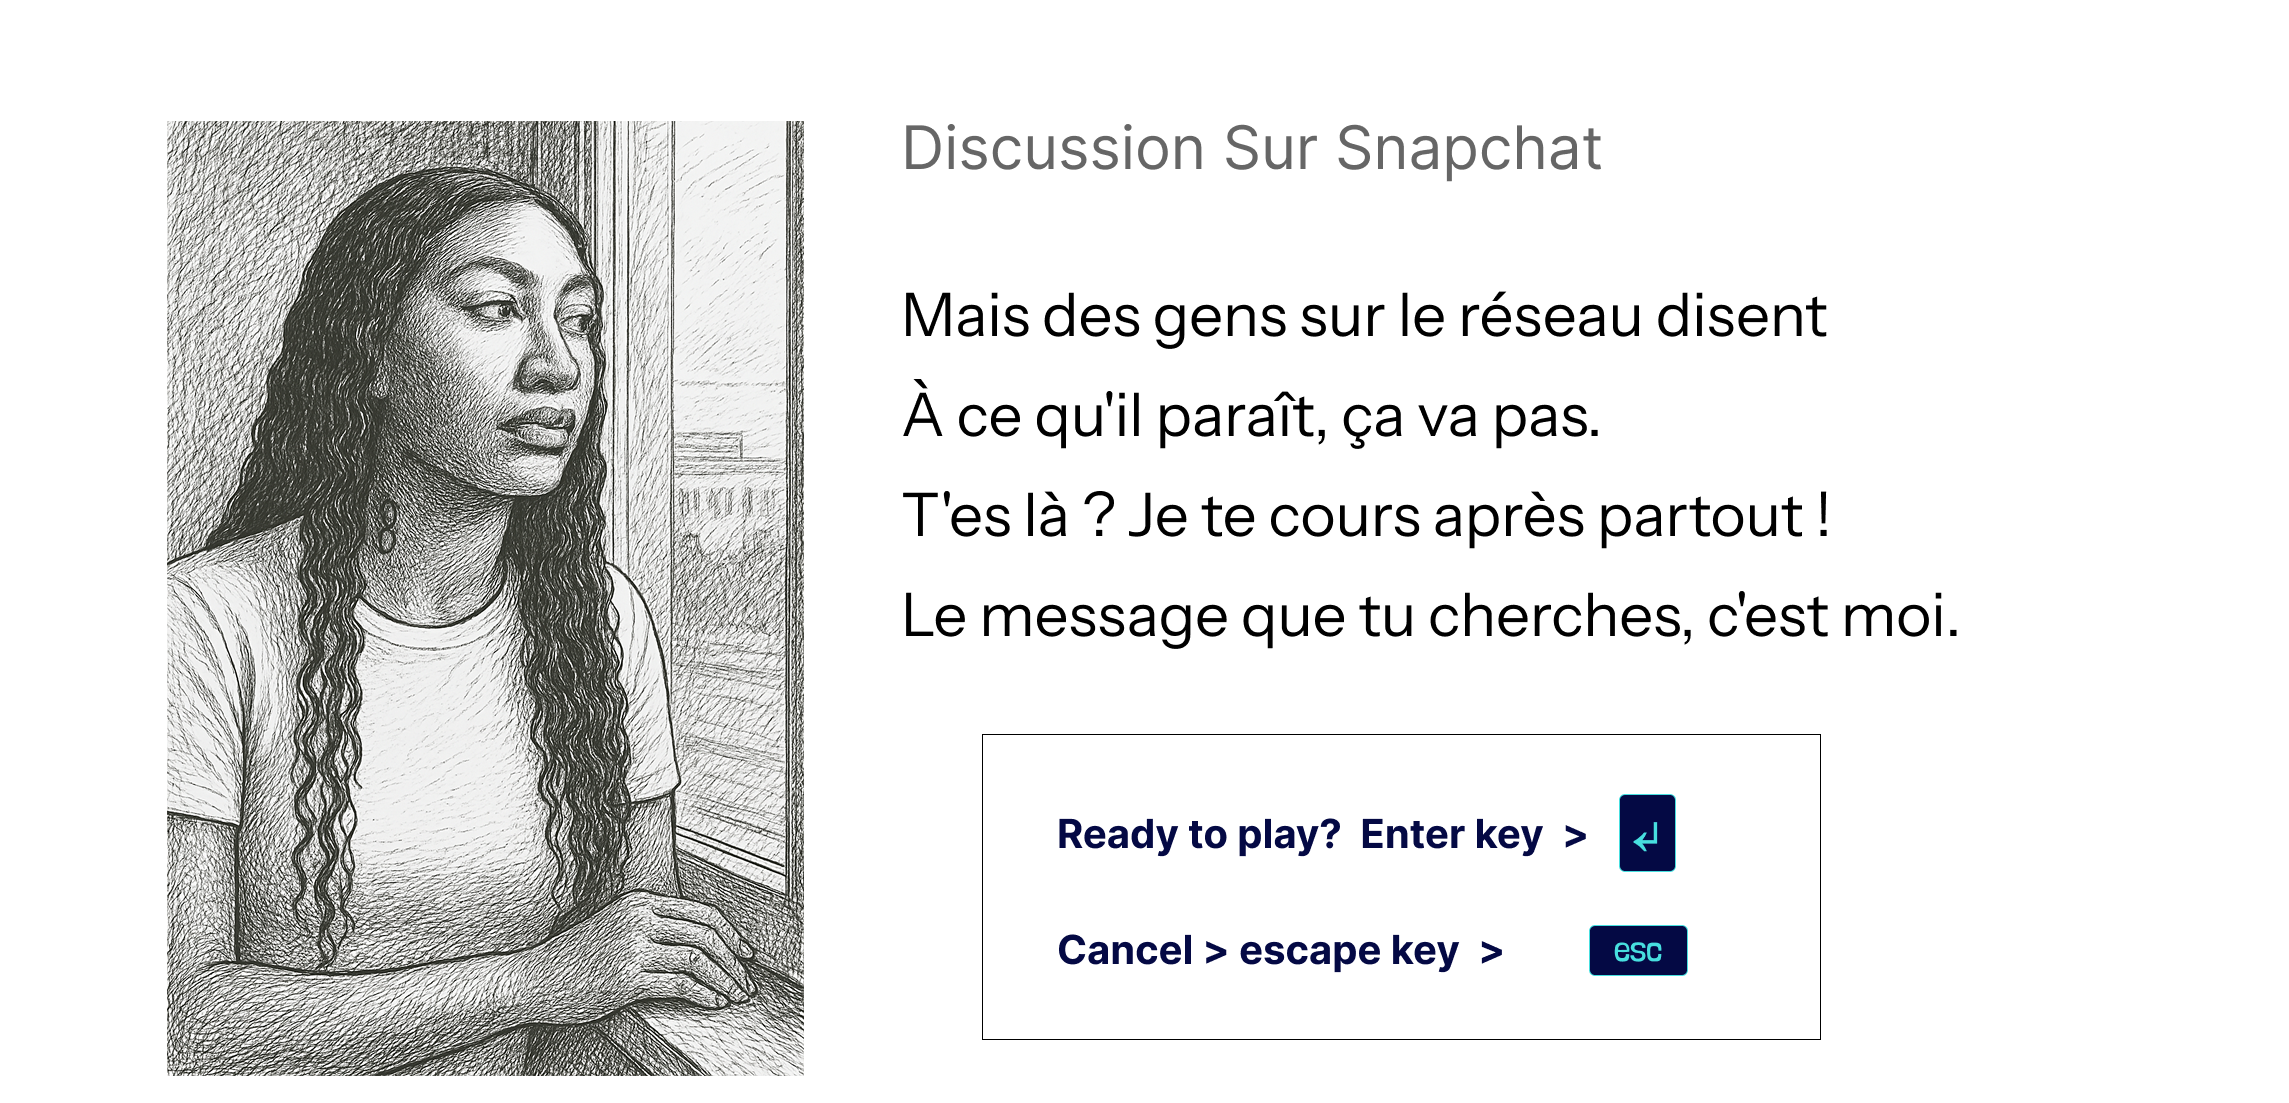 Discussion Sur Snapchat
Mais des gens sur le réseau disent
À ce qu'il paraît, ça va pas.
T'es là ? Je te cours après partout !
Le message que tu cherches, c'est moi.
Ready to play? Enter key > ↲
Cancel > escape key > esc